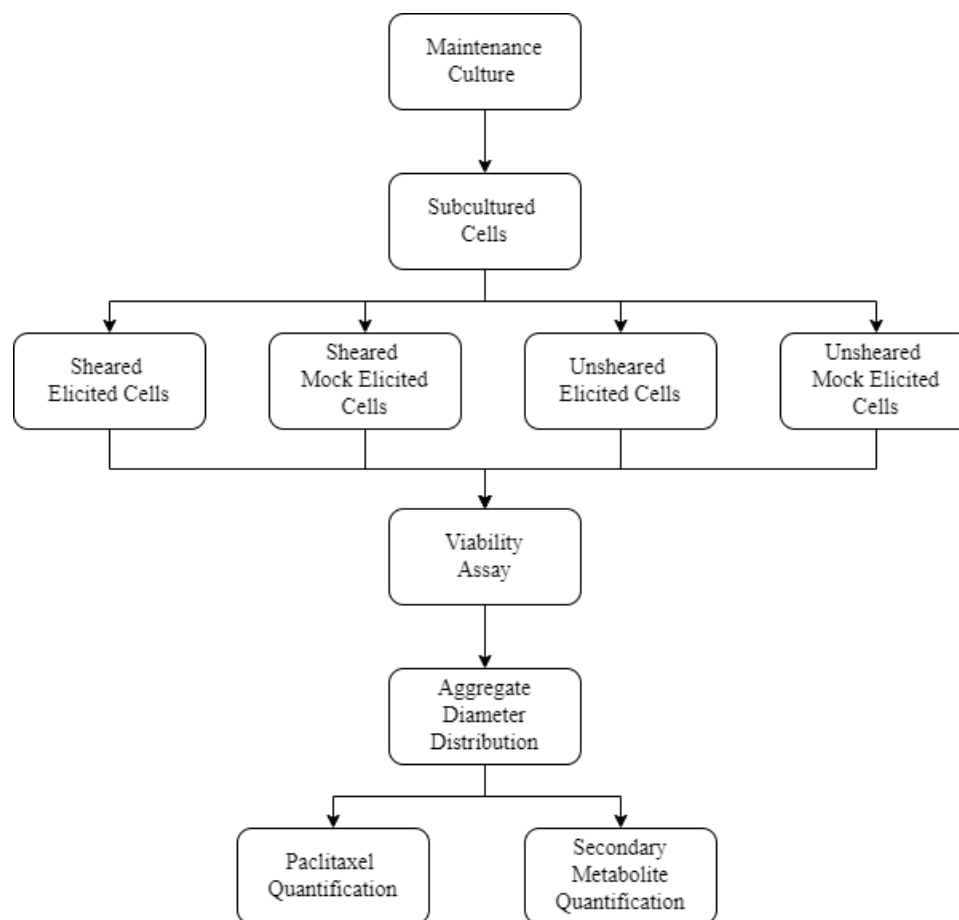 Maintenance
Culture
Subcultured
Cells
Sheared
Elicited Cells
Sheared
Mock Elicited
Cells
Unsheared
Elicited Cells
Unsheared
Mock Elicited
Cells
Viability
Assay
Aggregate
Diameter
Distribution
Paclitaxel
Quantification
Secondary
Metabolite
Quantification